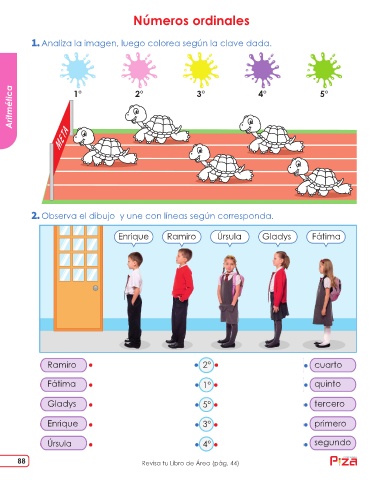 Números ordinales
1. Analiza la imagen, luego colorea según la clave dada.
1° 2° 3° 4° 5°
Aritmética
META
2. Observa el dibujo y une con líneas según corresponda.
Enrique Ramiro Úrsula Gladys Fátima
Ramiro 2° cuarto
Fátima 1° quinto
Gladys 5° tercero
Enrique 3° primero
Úrsula 4° segundo
88
Revisa tu Libro de Área (pág. 44)
Piza